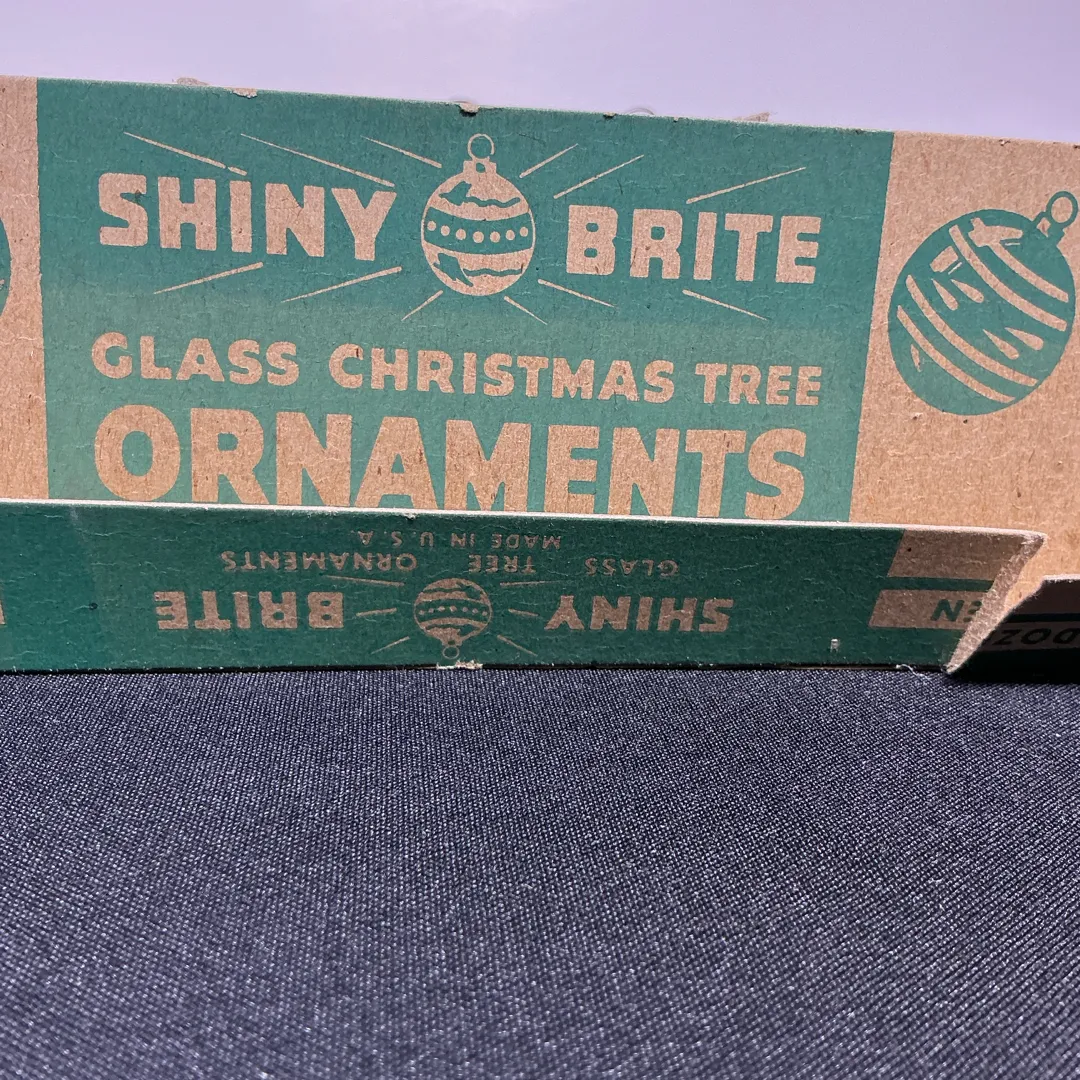 SHINY BRITE
GLASS CHRISTMAS TREE
ORNAMENTS
SHINY BRITE
GLASS TREE ORNAMENTS
MADE IN U.S.A.